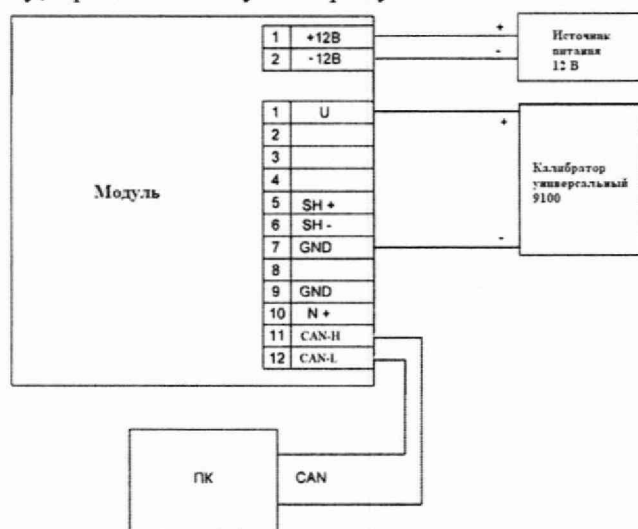 1 +12В
2 -12В
+
-
Источник
питания
12 В
1 U
2
3
4
5 SH +
6 SH -
7 GND
8
9 GND
10 N +
11 CAN-H
12 CAN-L
Модуль
+
-
Калибратор
универсальный
9100
ПК
CAN